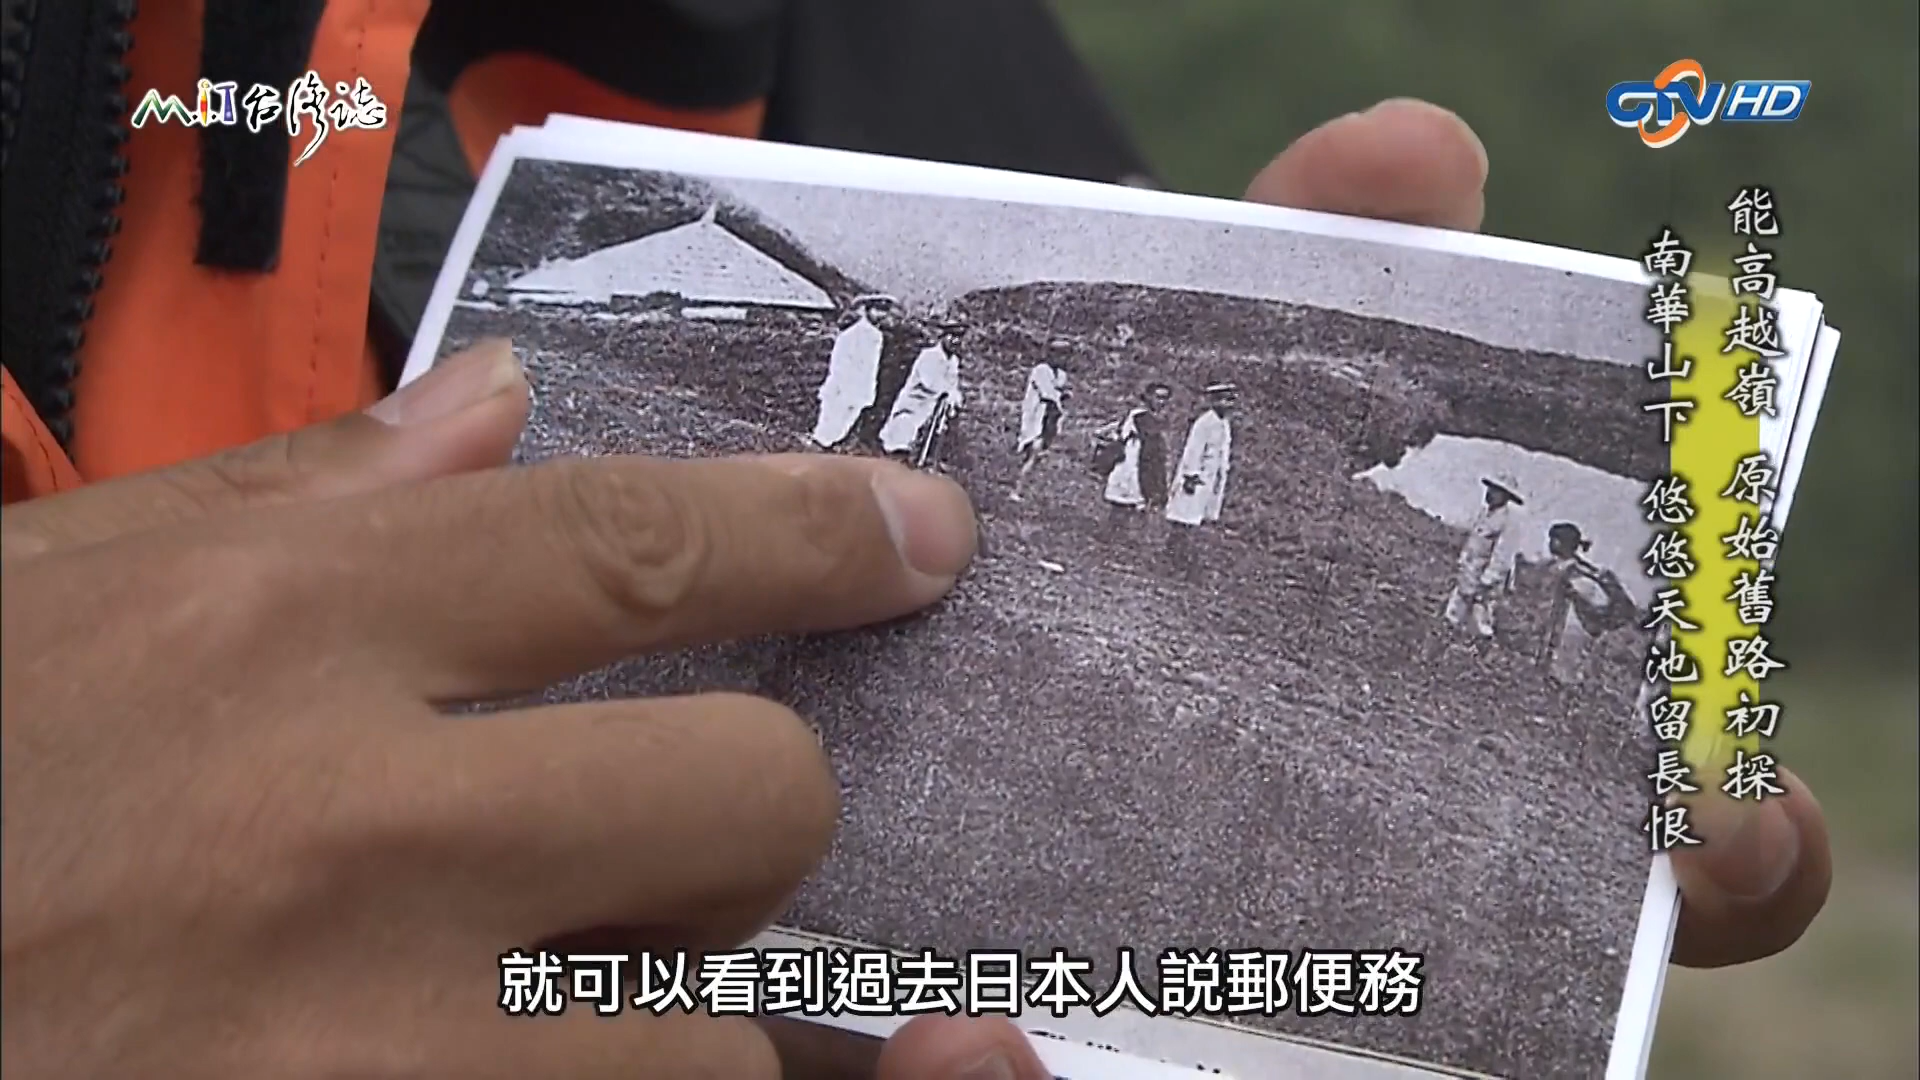 M.iT台灣誌
CTV HD
能高越嶺 原始舊路初探
南華山下 悠悠天池留長恨
就可以看到過去日本人説郵便務